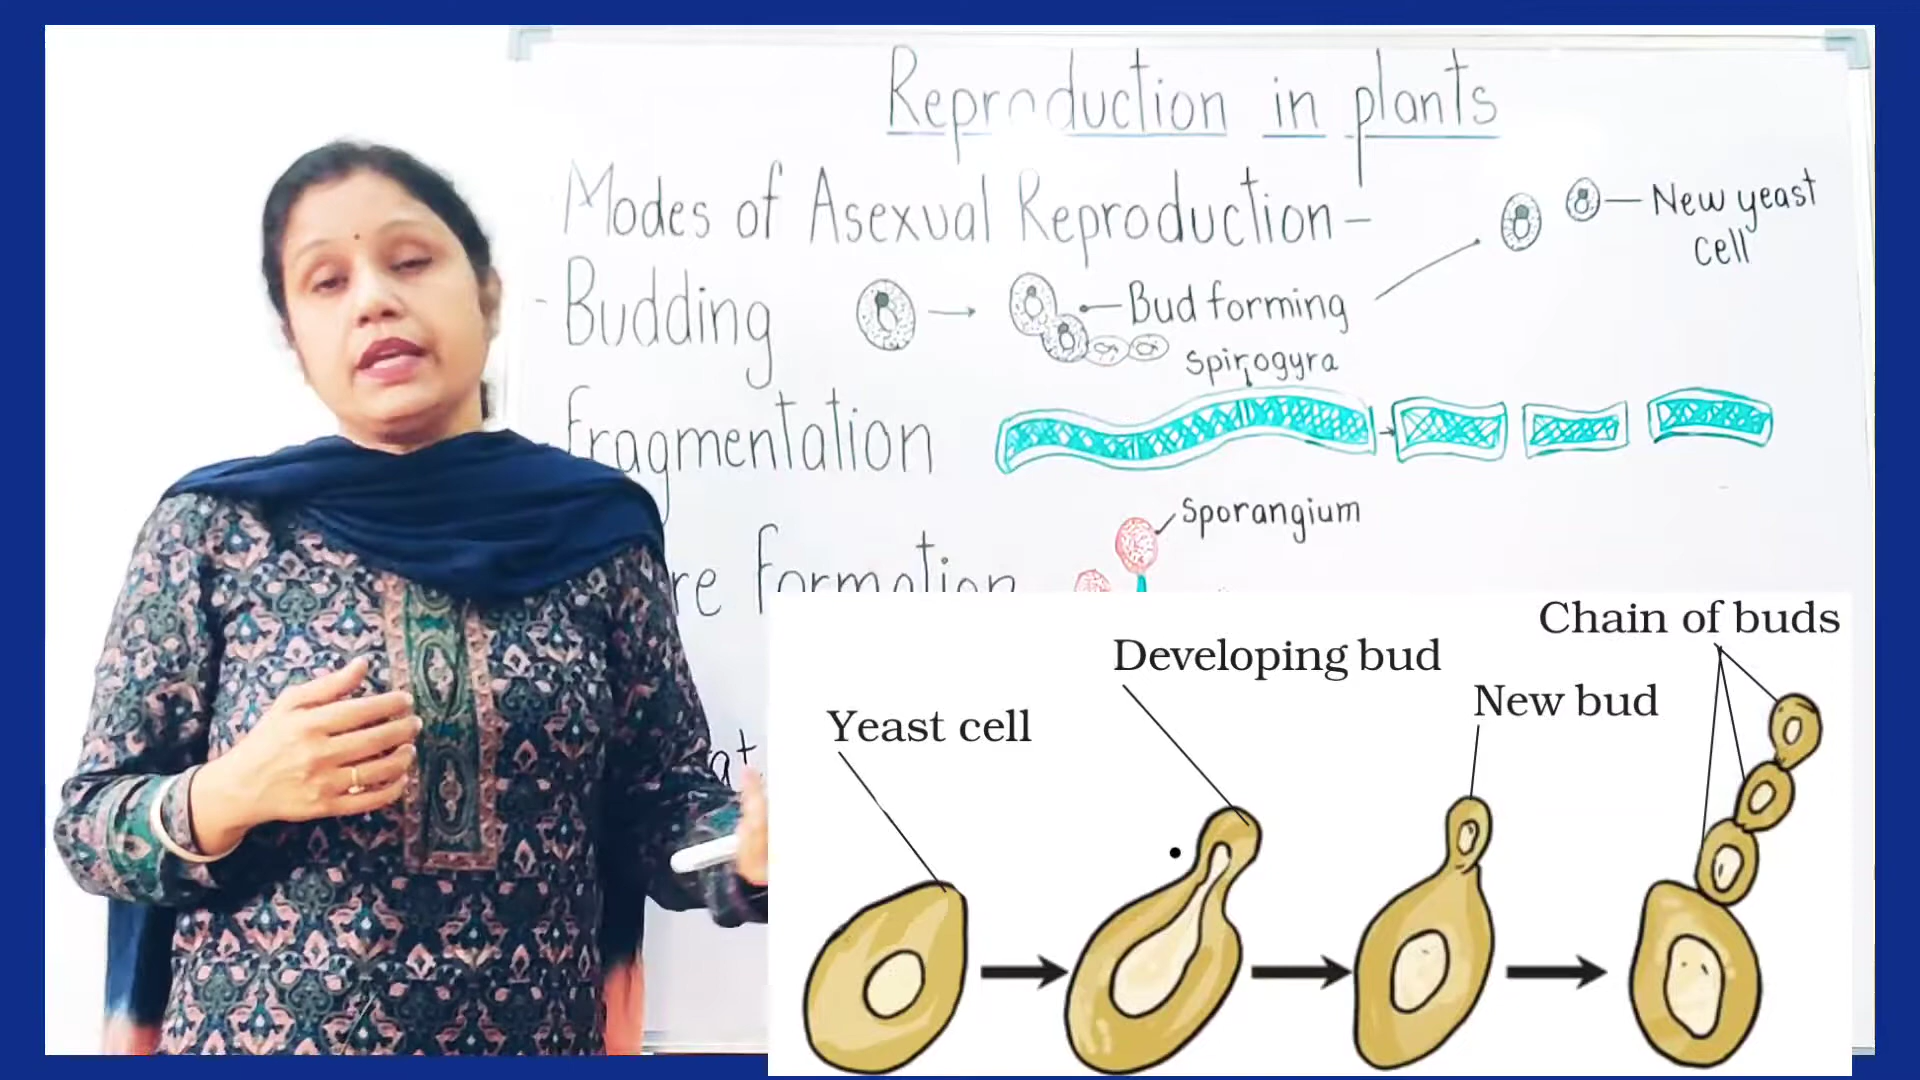 Reproduction in plants
Modes of Asexual Reproduction-
New yeast
cell
- Budding
Bud forming
Spirogyra
Fragmentation
Sporangium
Formation
Chain of buds
Developing bud
New bud
Yeast cell